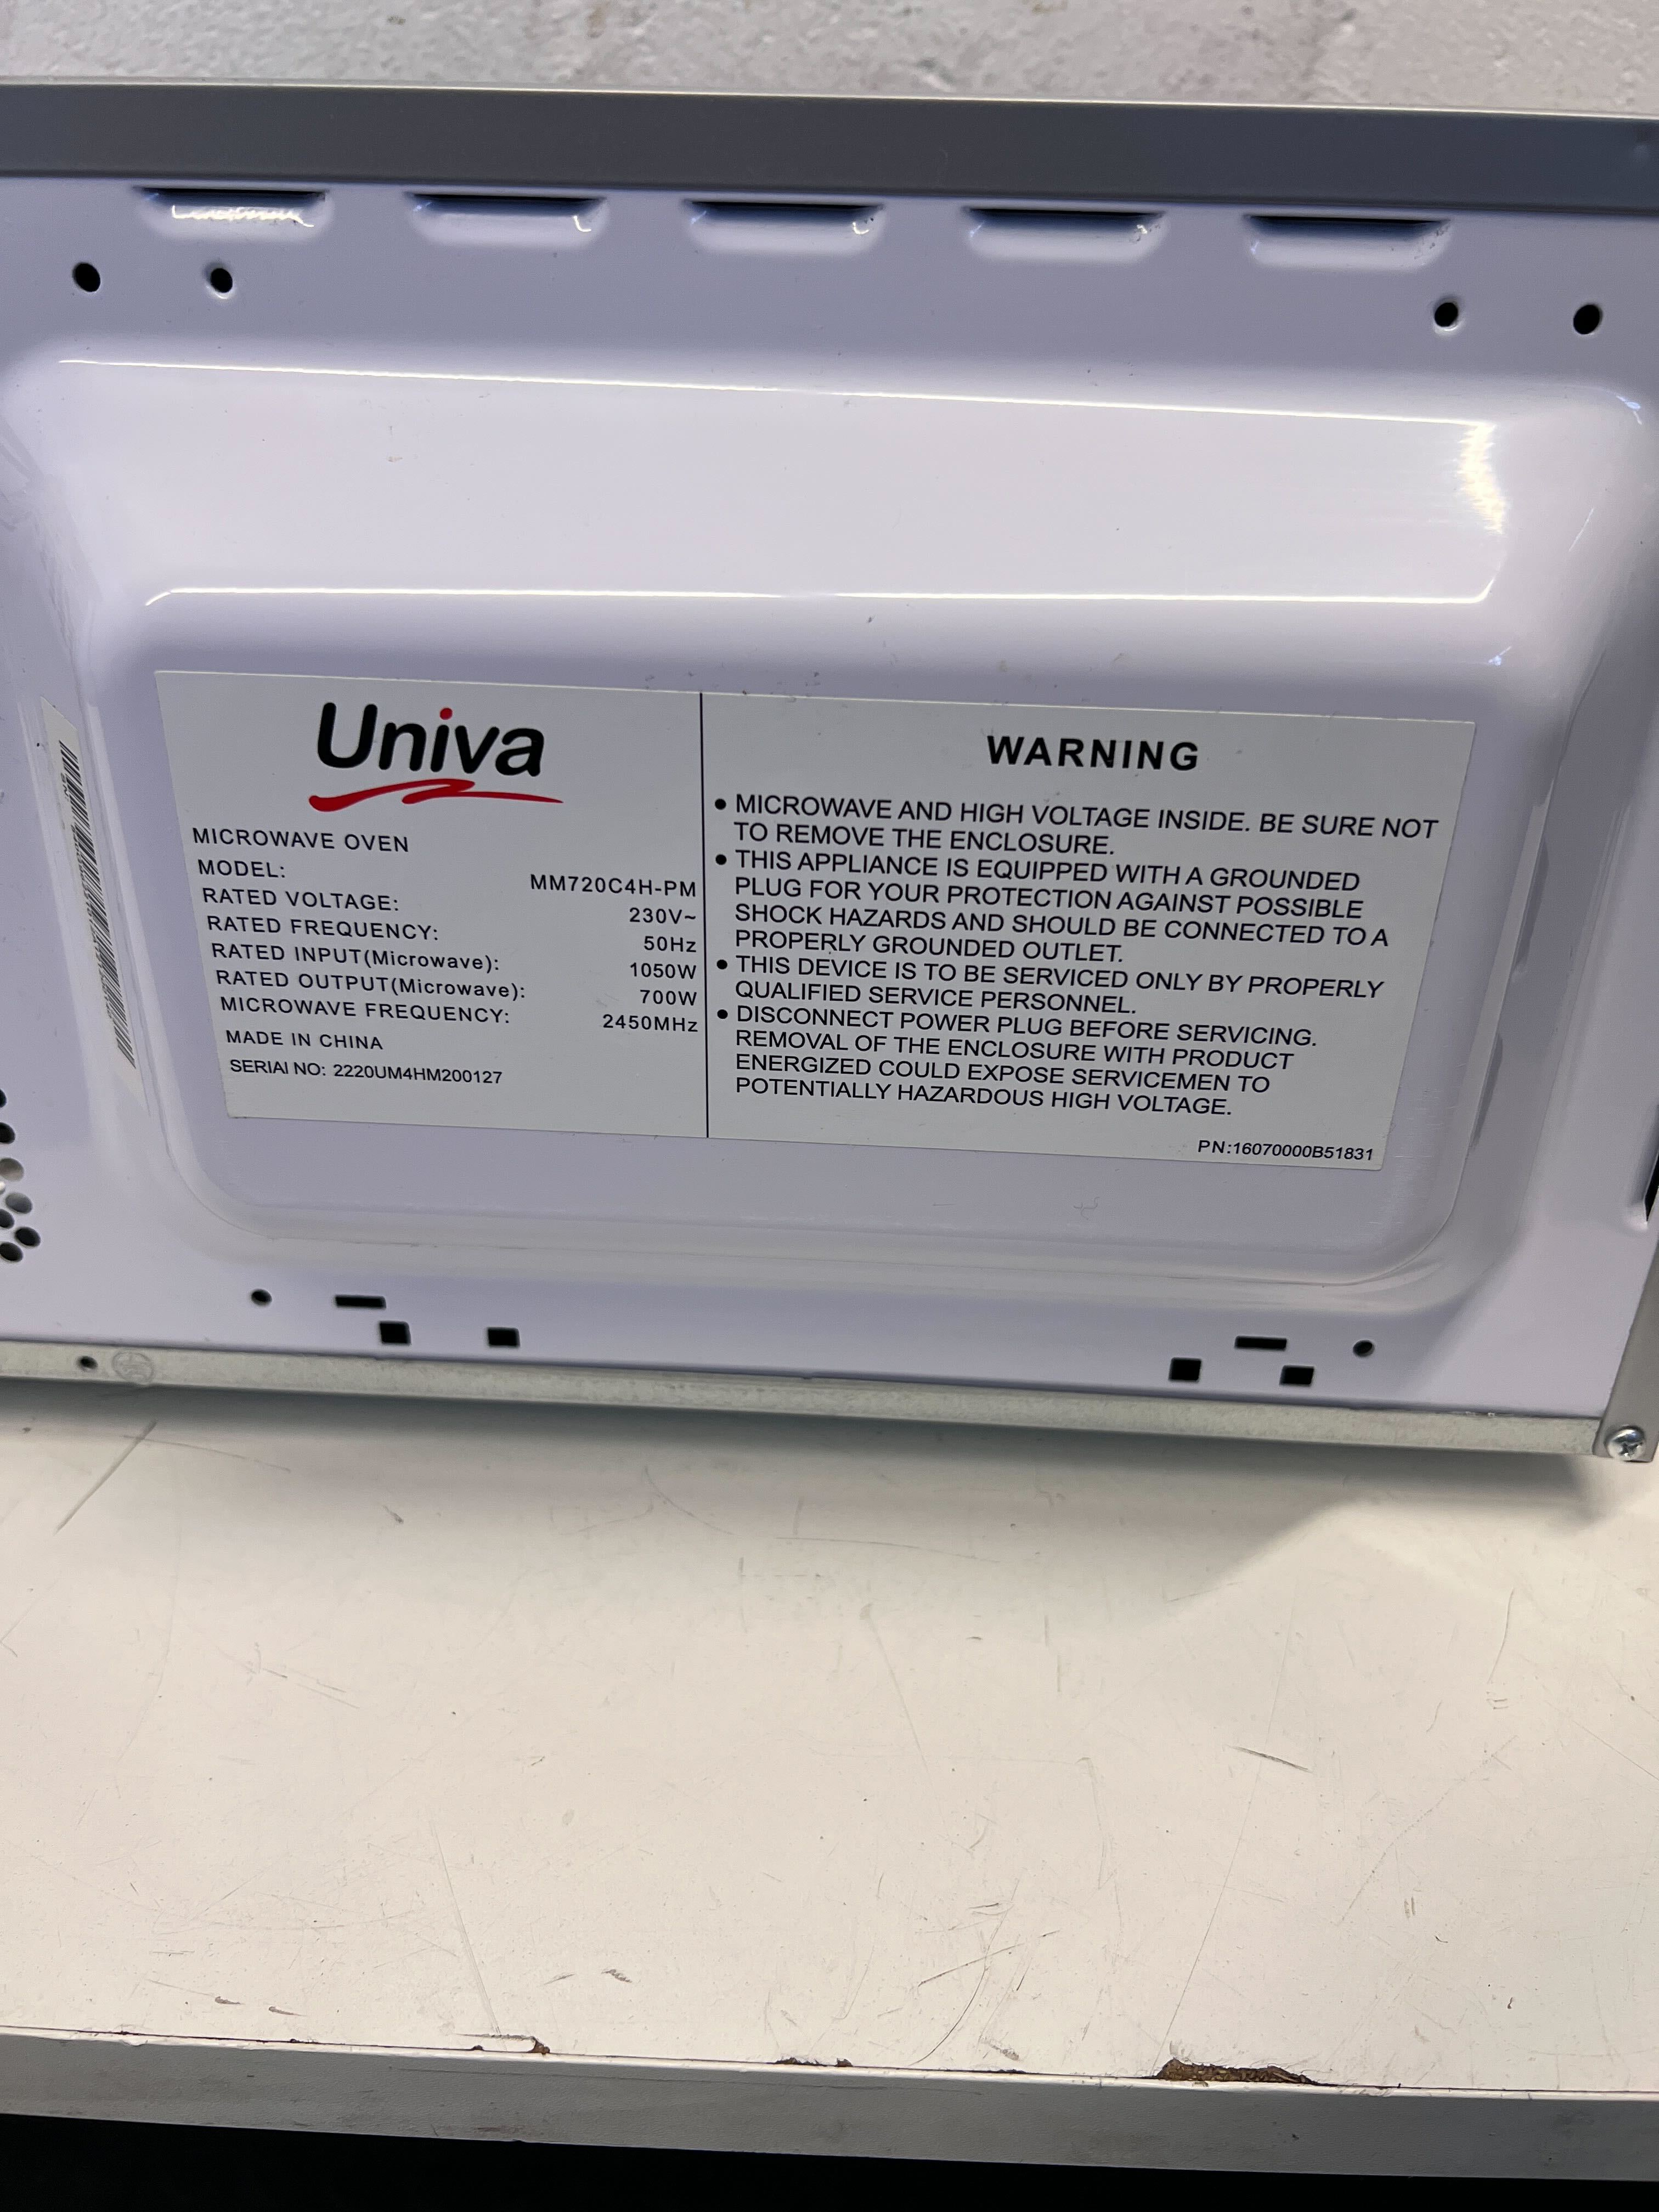 Univa
MICROWAVE OVEN
MODEL: MM720C4H-PM
RATED VOLTAGE: 230V~
RATED FREQUENCY: 50Hz
RATED INPUT(Microwave): 1050W
RATED OUTPUT(Microwave): 700W
MICROWAVE FREQUENCY: 2450MHz
MADE IN CHINA
SERIAl NO: 2220UM4HM200127
WARNING
• MICROWAVE AND HIGH VOLTAGE INSIDE. BE SURE NOT
TO REMOVE THE ENCLOSURE.
• THIS APPLIANCE IS EQUIPPED WITH A GROUNDED
PLUG FOR YOUR PROTECTION AGAINST POSSIBLE
SHOCK HAZARDS AND SHOULD BE CONNECTED TO A
PROPERLY GROUNDED OUTLET.
• THIS DEVICE IS TO BE SERVICED ONLY BY PROPERLY
QUALIFIED SERVICE PERSONNEL.
• DISCONNECT POWER PLUG BEFORE SERVICING.
REMOVAL OF THE ENCLOSURE WITH PRODUCT
ENERGIZED COULD EXPOSE SERVICEMEN TO
POTENTIALLY HAZARDOUS HIGH VOLTAGE.
PN:16070000B51831